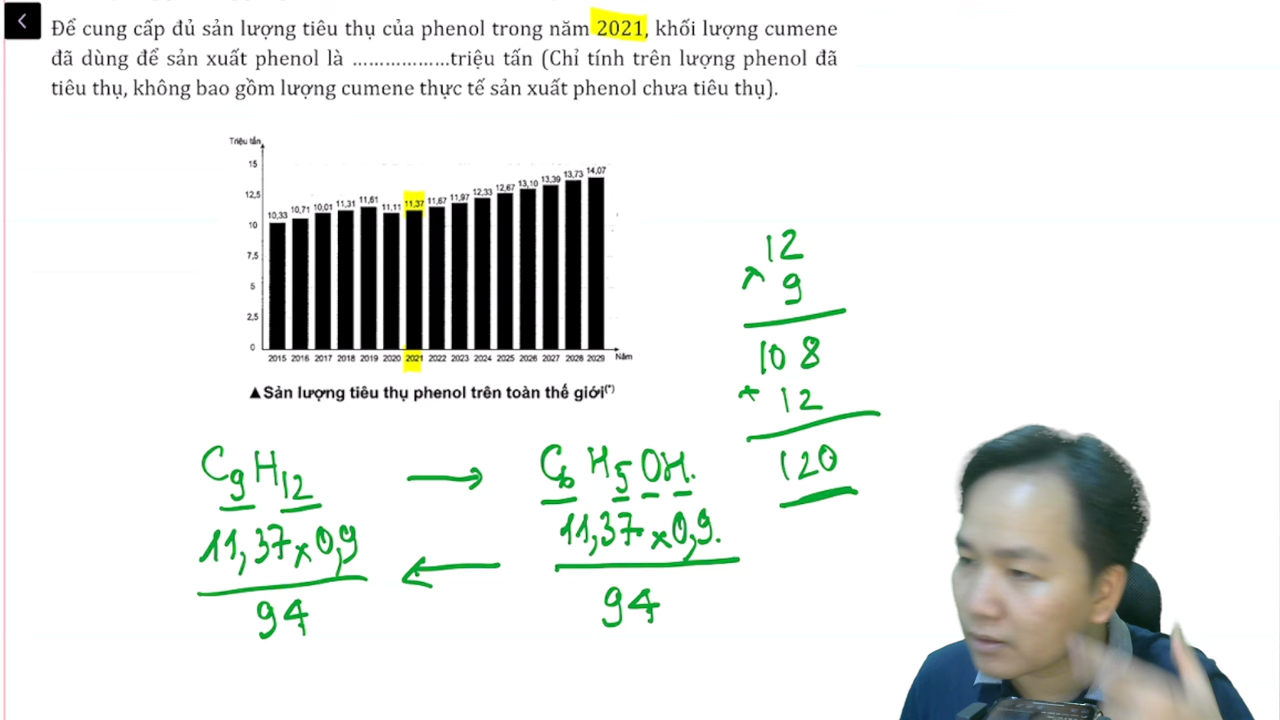 Để cung cấp đủ sản lượng tiêu thụ của phenol trong năm 2021, khối lượng cumene
đã dùng để sản xuất phenol là ..................triệu tấn (Chỉ tính trên lượng phenol đã
tiêu thụ, không bao gồm lượng cumene thực tế sản xuất phenol chưa tiêu thụ).
Triệu tấn
15
12,5
10
7,5
5
2,5
0
10,33 10,71 10,01 11,31 11,61 11,11 11,37 11,67 11,97 12,33 12,67 13,10 13,39 13,73 14,07
2015 2016 2017 2018 2019 2020 2021 2022 2023 2024 2025 2026 2027 2028 2029 Năm
▲Sản lượng tiêu thụ phenol trên toàn thế giới(*)
12
× 9
108
+ 12
120
C9H12 → C6H5OH.
11,37×0,9 ← 11,37×0,9.
94 94